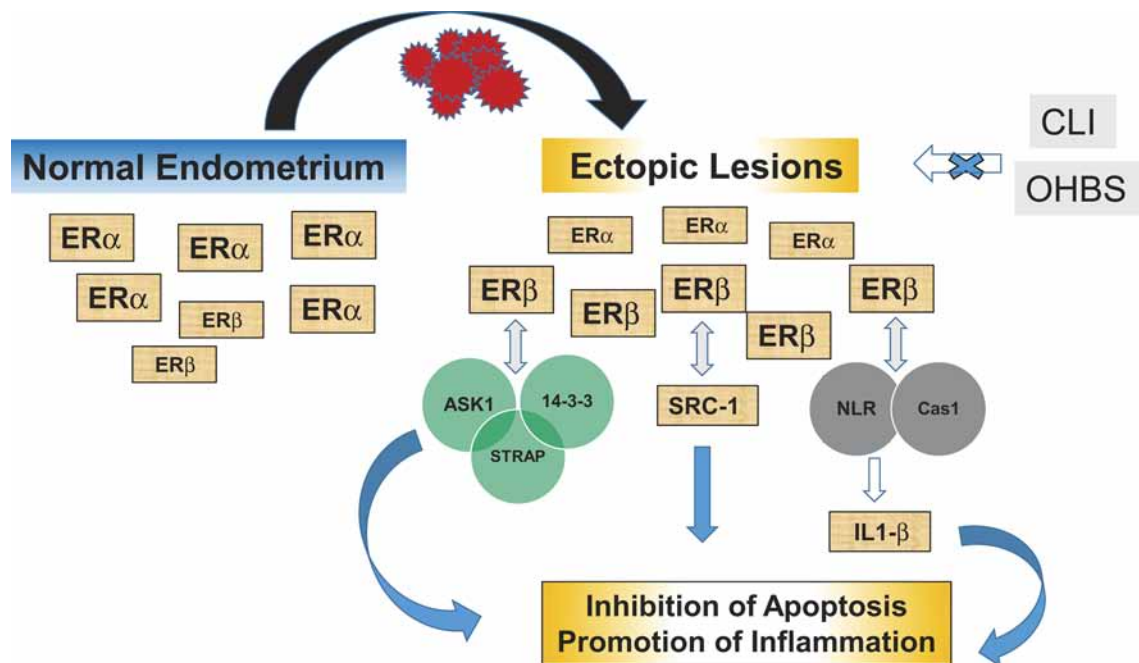 Normal Endometrium
Ectopic Lesions
CLI
OHBS
ERα
ERα
ERα
ERα
ERβ
ERα
ERβ
ERα
ERα
ERα
ERβ
ERβ
ERβ
ERβ
ERβ
ASK1
14-3-3
STRAP
SRC-1
NLR
Cas1
IL1-β
Inhibition of Apoptosis
Promotion of Inflammation